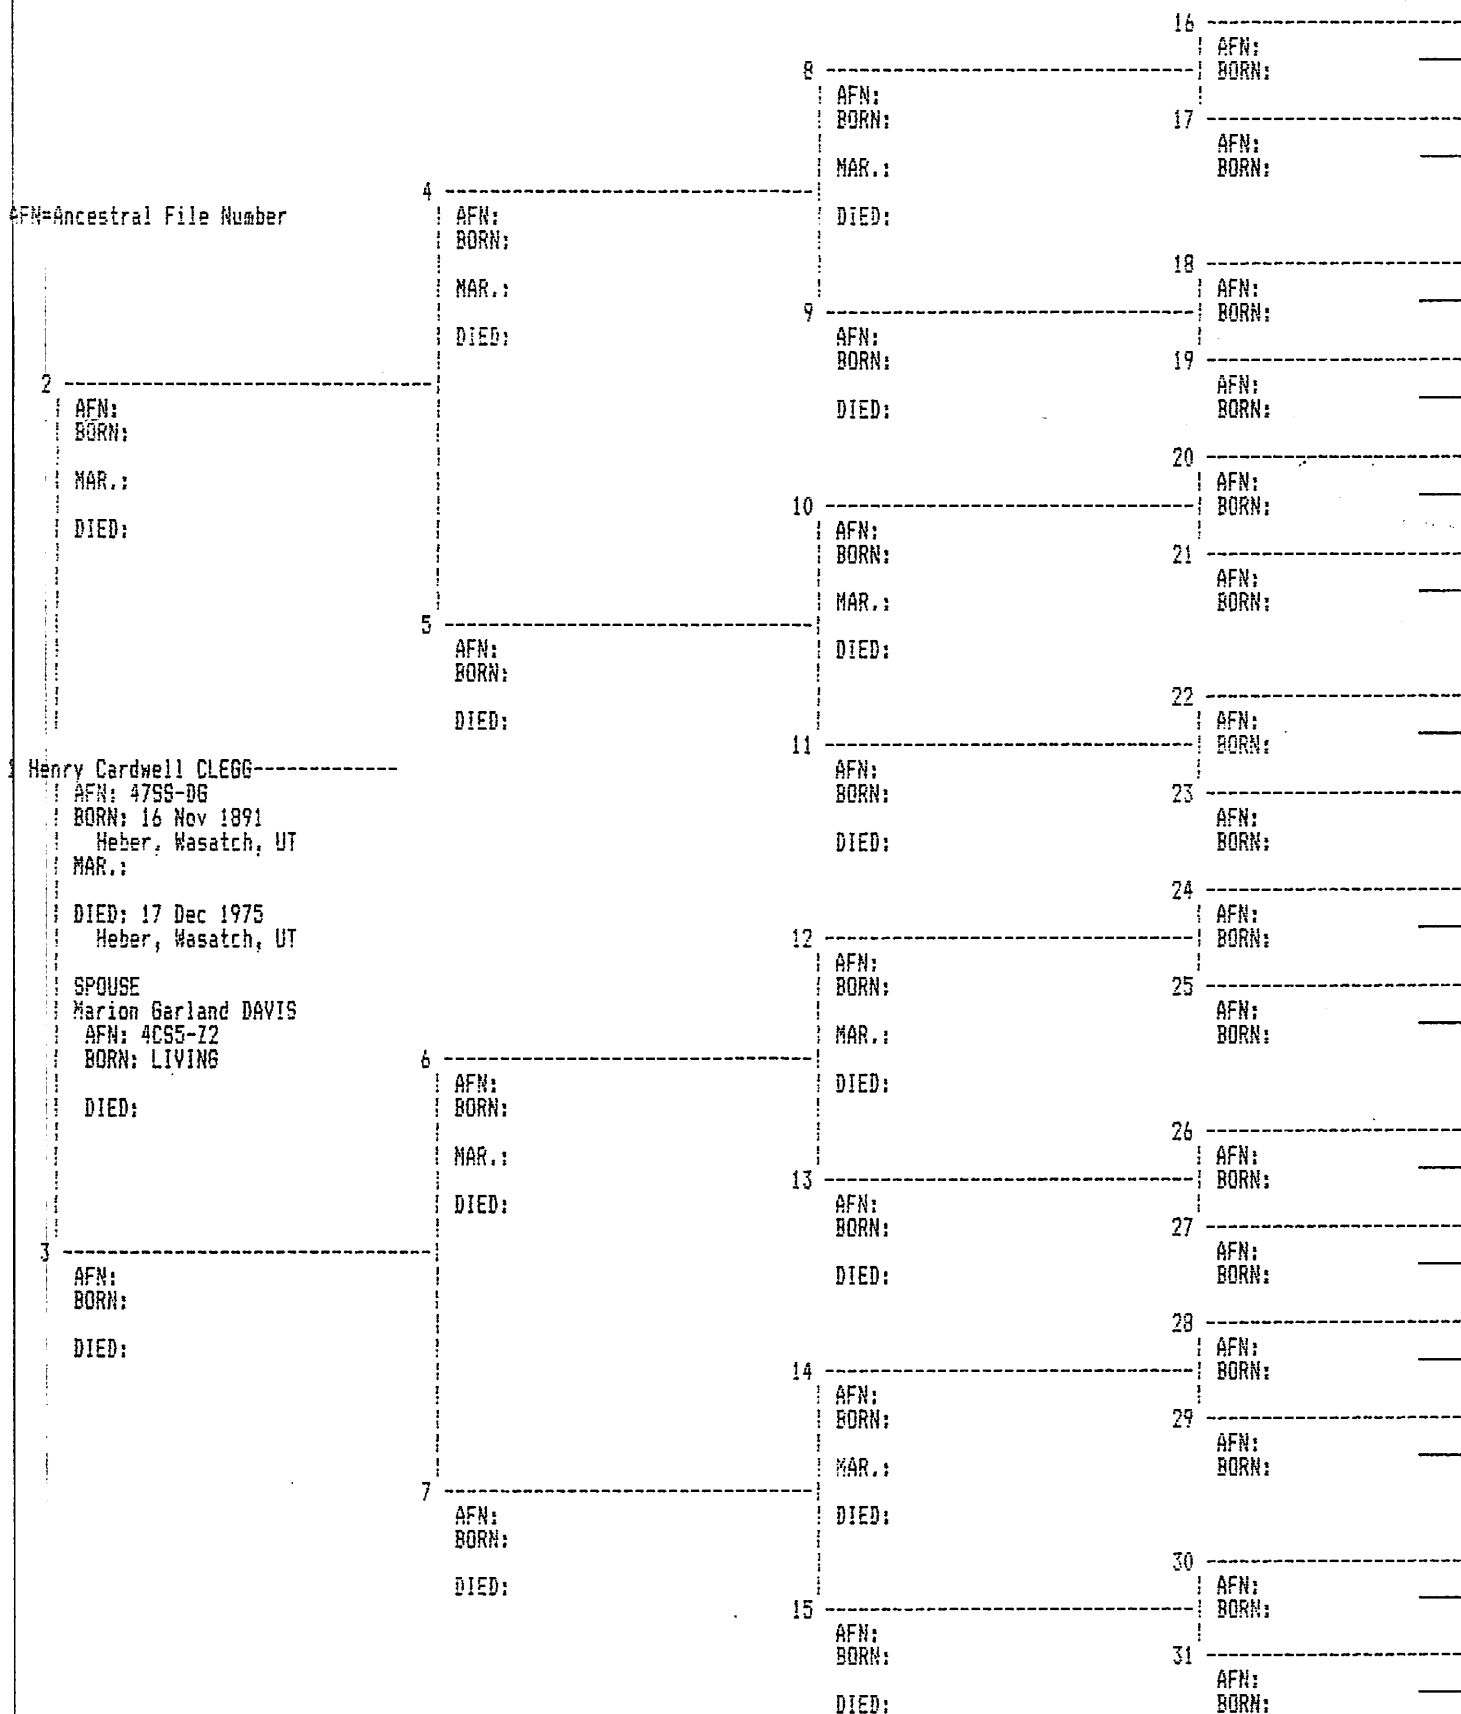 16
AFN:
BORN:
8
AFN:
BORN:
MAR.:
DIED:
17
AFN:
BORN:
4
AFN:
BORN:
MAR.:
DIED:
AFN=Ancestral File Number
18
AFN:
BORN:
9
AFN:
BORN:
DIED:
19
AFN:
BORN:
2
AFN:
BORN:
MAR.:
DIED:
20
AFN:
BORN:
10
AFN:
BORN:
MAR.:
DIED:
21
AFN:
BORN:
5
AFN:
BORN:
DIED:
22
AFN:
BORN:
11
AFN:
BORN:
DIED:
23
AFN:
BORN:
1 Henry Cardwell CLEGG
AFN: 47SS-DG
BORN: 16 Nov 1891
Heber, Wasatch, UT
MAR.:
DIED: 17 Dec 1975
Heber, Wasatch, UT
SPOUSE
Marion Garland DAVIS
AFN: 4CS5-Z2
BORN: LIVING
DIED:
24
AFN:
BORN:
12
AFN:
BORN:
MAR.:
DIED:
25
AFN:
BORN:
6
AFN:
BORN:
MAR.:
DIED:
26
AFN:
BORN:
13
AFN:
BORN:
DIED:
27
AFN:
BORN:
3
AFN:
BORN:
DIED:
28
AFN:
BORN:
14
AFN:
BORN:
MAR.:
DIED:
29
AFN:
BORN:
7
AFN:
BORN:
DIED:
30
AFN:
BORN:
15
AFN:
BORN:
DIED:
31
AFN:
BORN: